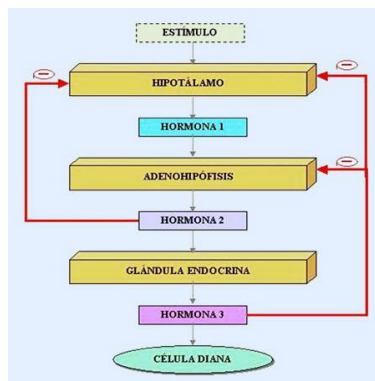 ESTÍMULO
HIPOTÁLAMO
HORMONA 1
ADENOHIPÓFISIS
HORMONA 2
GLÁNDULA ENDOCRINA
HORMONA 3
CÉLULA DIANA